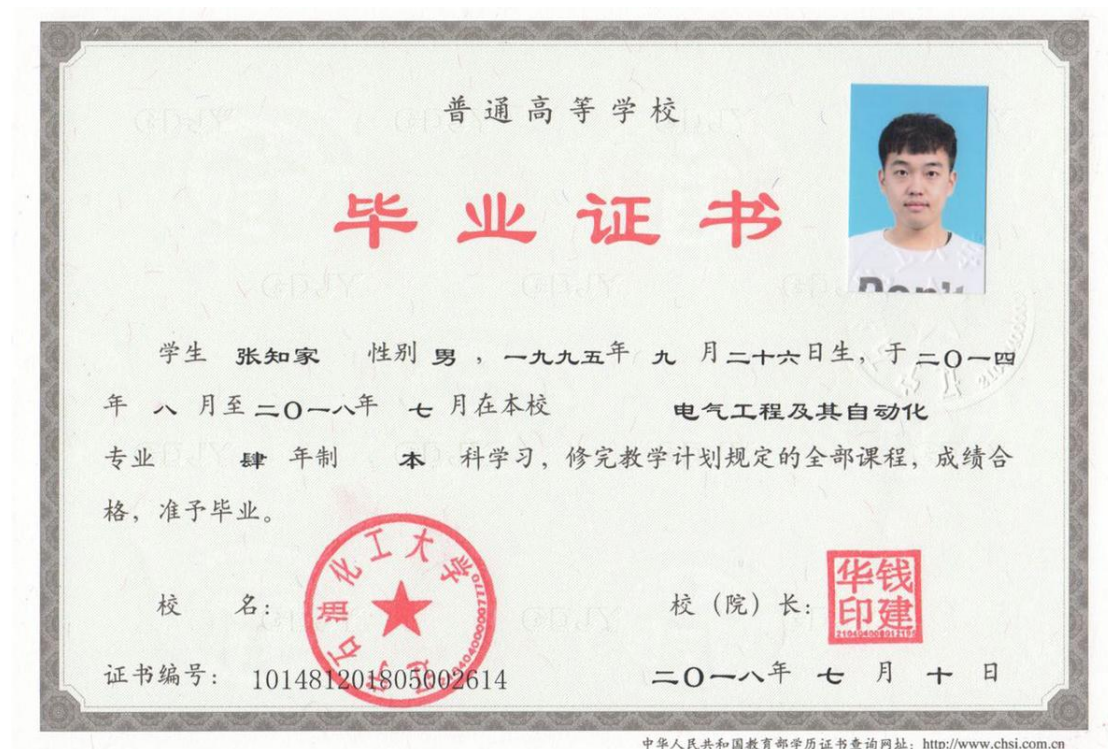 普通高等学校
毕业证书
学生 张知家 性别 男 ，一九九五年 九 月二十六日生，于二〇一四
年 八 月至二〇一八年 七 月在本校 电气工程及其自动化
专业 肆 年制 本 科学习，修完教学计划规定的全部课程，成绩合
格，准予毕业。
石油化工大学
校 名： 校（院）长：
钱建华印
证书编号： 101481201805002614 二〇一八年 七 月 十 日
中华人民共和国教育部学历证书查询网址：http://www.chsi.com.cn
Don't